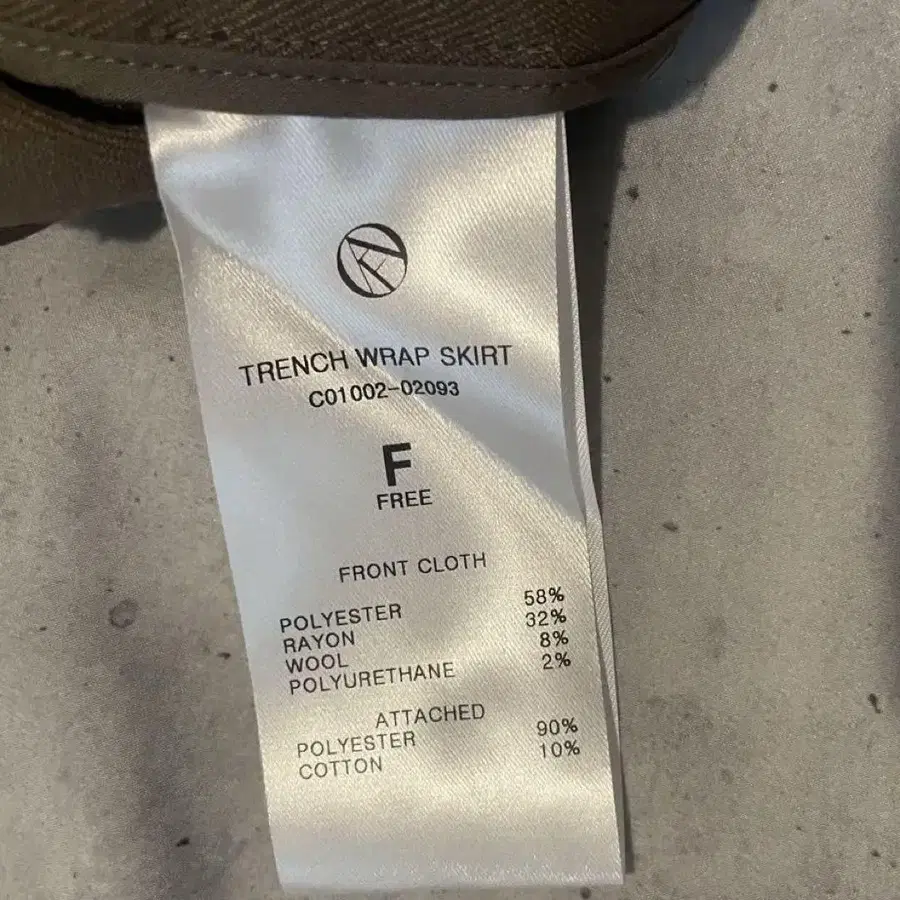 TRENCH WRAP SKIRT
C01002-02093
F
FREE
FRONT CLOTH
POLYESTER 58%
RAYON 32%
WOOL 8%
POLYURETHANE 2%
ATTACHED
POLYESTER 90%
COTTON 10%